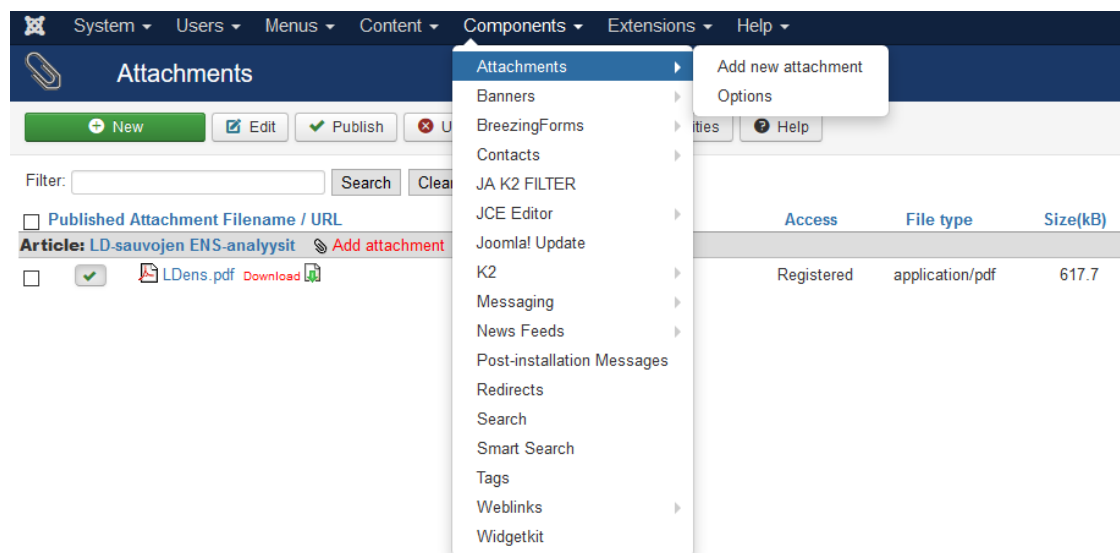 System Users Menus Content Components Extensions Help
Attachments
Attachments
Add new attachment
Banners
Options
New Edit Publish Help
BreezingForms
Contacts
Filter: Search
JA K2 FILTER
JCE Editor
Published Attachment Filename / URL
Access File type Size(kB)
Article: LD-sauvojen ENS-analyysit Add attachment
Joomla! Update
LDens.pdf Download
K2
Registered application/pdf 617.7
Messaging
News Feeds
Post-installation Messages
Redirects
Search
Smart Search
Tags
Weblinks
Widgetkit